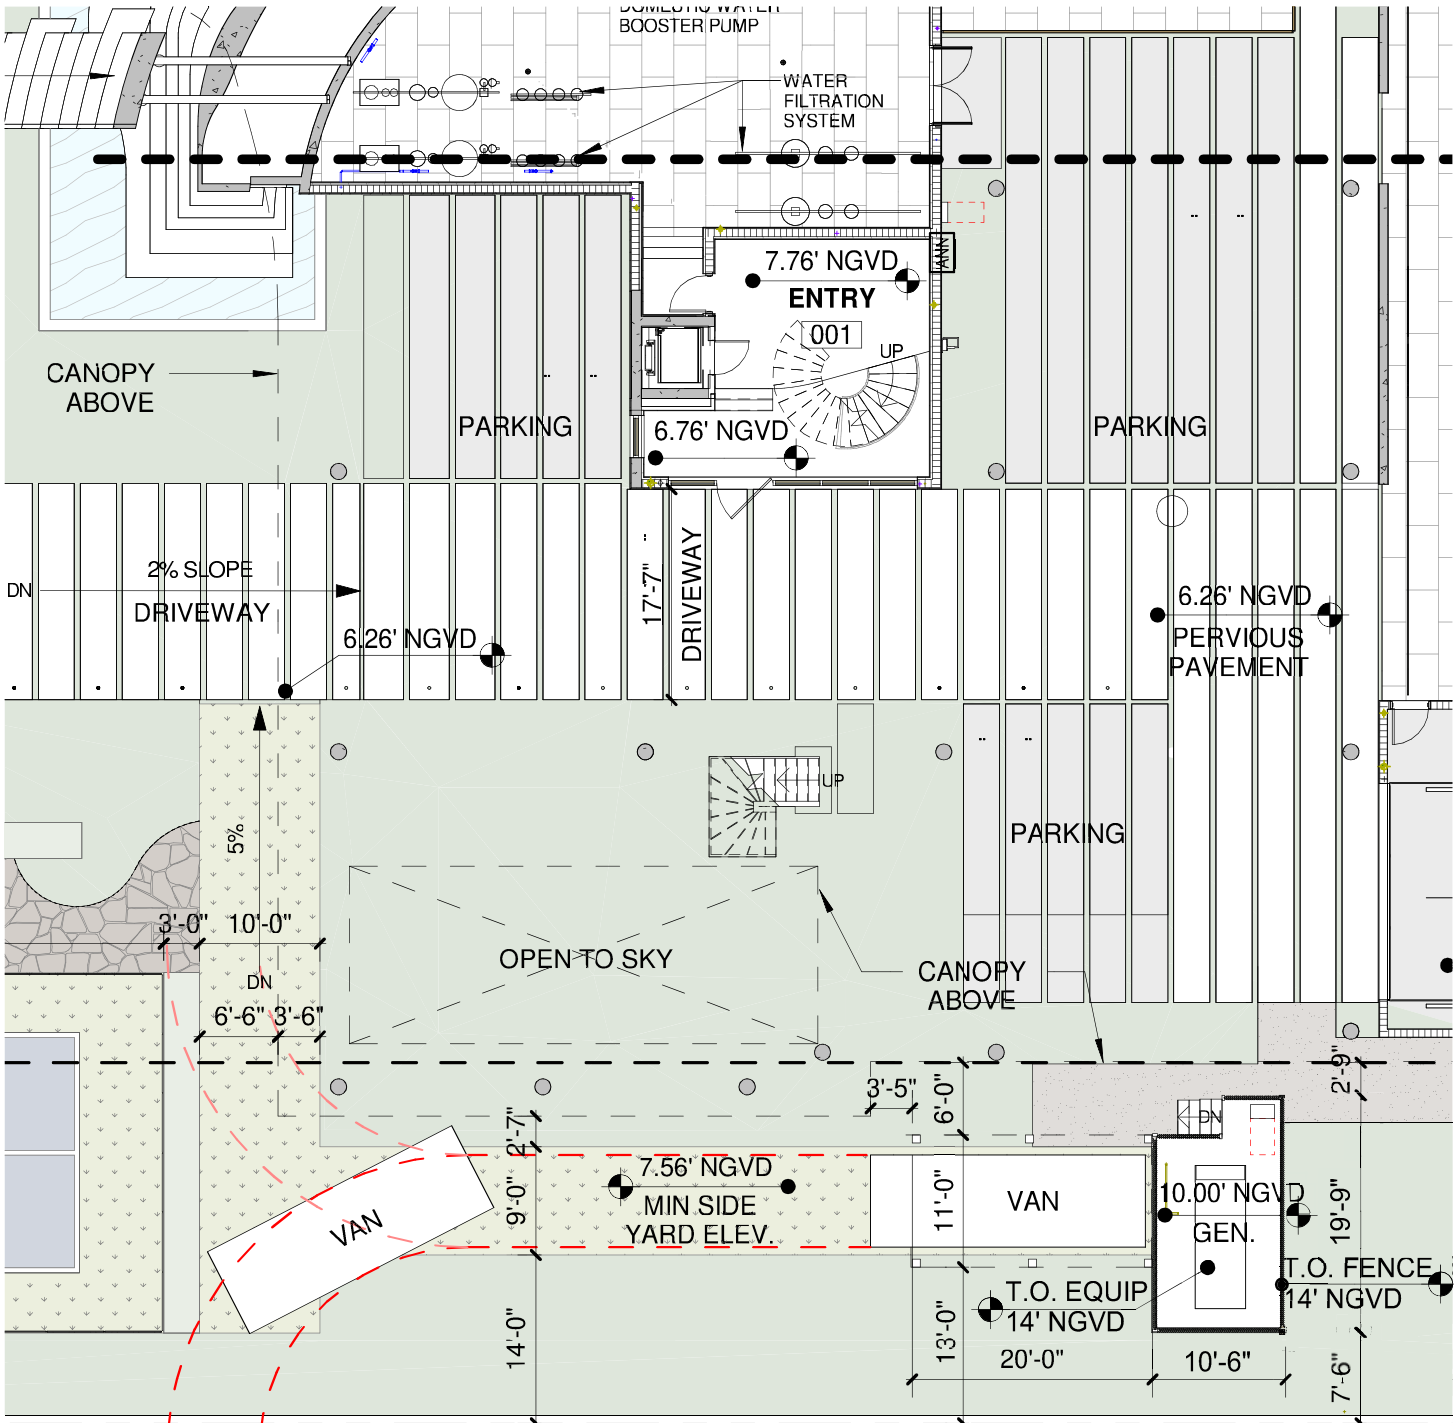 DOMESTIC WATER
BOOSTER PUMP
WATER
FILTRATION
SYSTEM
7.76' NGVD
ANN
ENTRY
001
UP
CANOPY
ABOVE
PARKING
6.76' NGVD
PARKING
2% SLOPE
DN
DRIVEWAY
17'-7"
DRIVEWAY
6.26' NGVD
6.26' NGVD
PERVIOUS
PAVEMENT
UP
5%
PARKING
3'-0"
10'-0"
OPEN TO SKY
DN
CANOPY
ABOVE
6'-6"
3'-6"
2'-9"
3'-5"
6'-0"
2'-7"
DN
7.56' NGVD
MIN SIDE
YARD ELEV.
9'-0"
VAN
11'-0"
VAN
10.00' NGVD
GEN.
19'-9"
T.O. EQUIP
14' NGVD
T.O. FENCE
14' NGVD
14'-0"
13'-0"
20'-0"
10'-6"
7'-6"